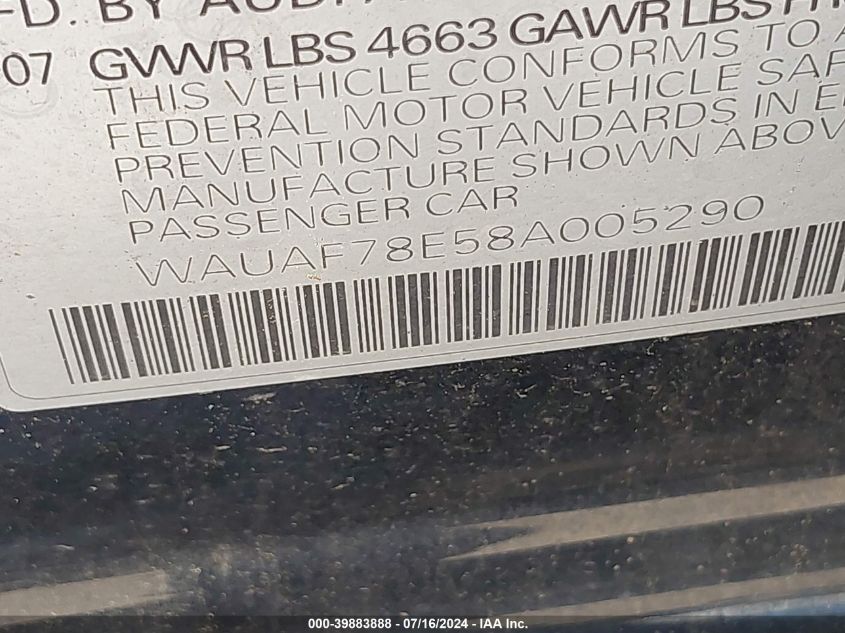 D. BY AUDI
07 GVWR LBS 4663 GAWR LBS
THIS VEHICLE CONFORMS TO
FEDERAL MOTOR VEHICLE SAF
PREVENTION STANDARDS IN E
MANUFACTURE SHOWN ABOV
PASSENGER CAR
WAUAF78E58A005290
000-39883888 / 07/16/2024 / IAA Inc.